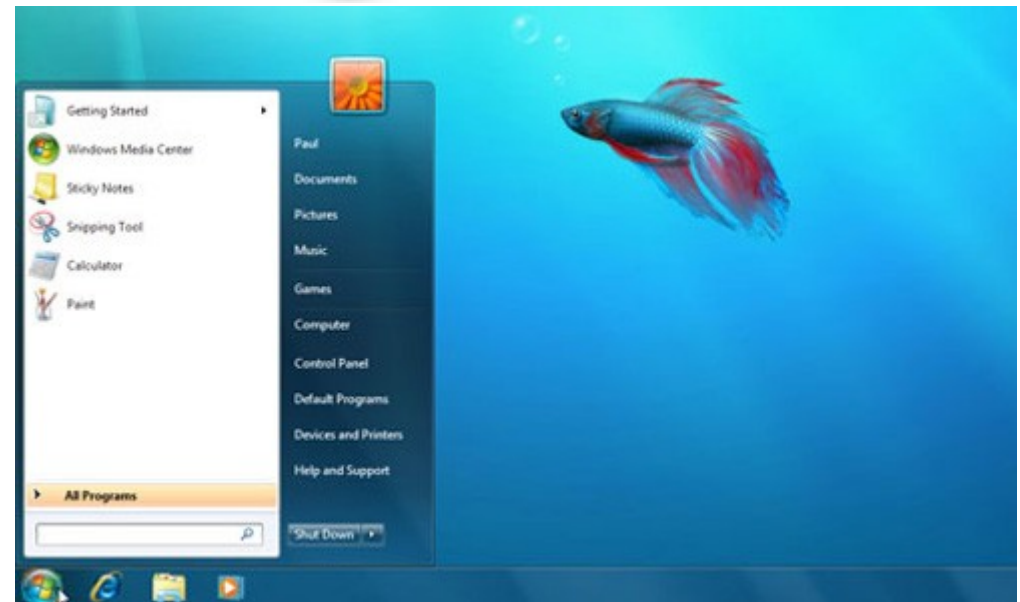 Getting Started
Windows Media Center
Sticky Notes
Snipping Tool
Calculator
Paint
All Programs
Paul
Documents
Pictures
Music
Games
Computer
Control Panel
Default Programs
Devices and Printers
Help and Support
Shut Down